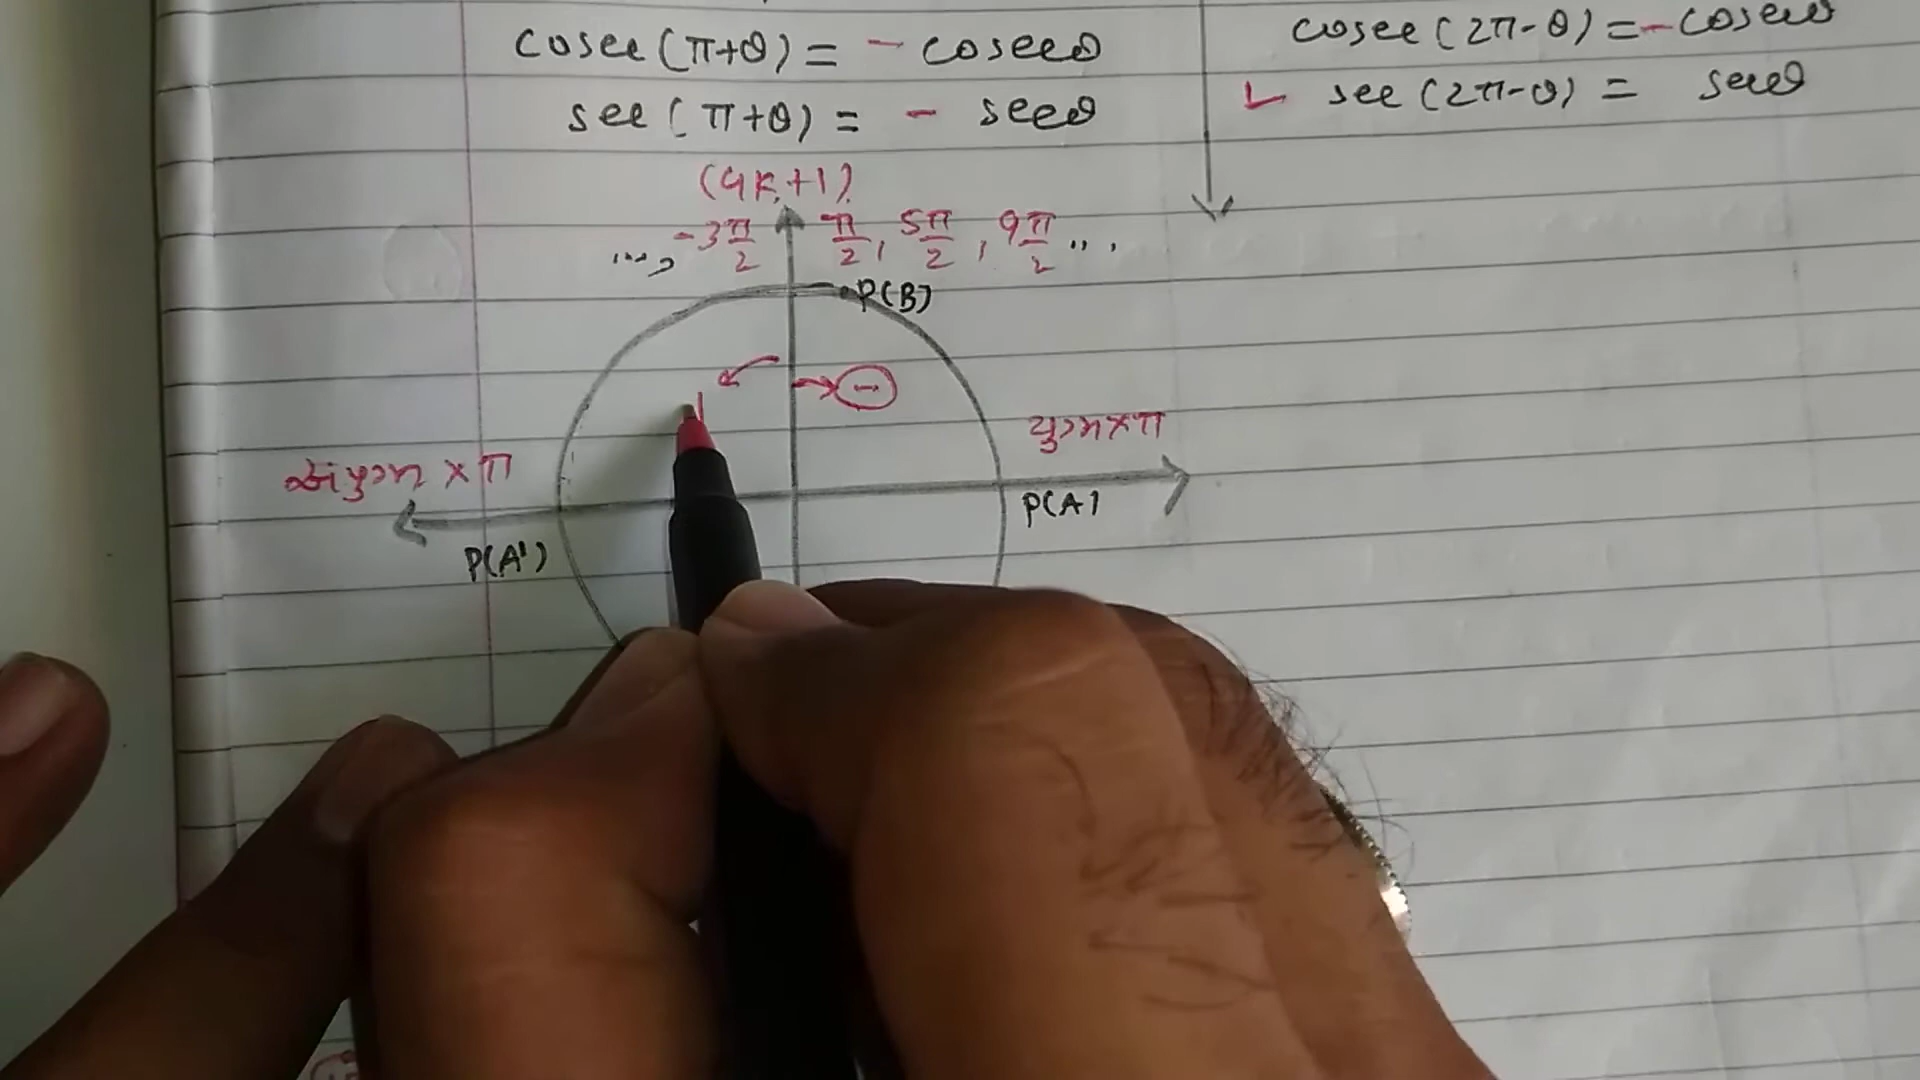 cosec (π+θ) = - cosecθ
sec (π+θ) = - secθ
cosec (2π-θ) = - cosecθ
sec (2π-θ) = secθ
(4k+1)
..., -3π/2 π/2, 5π/2, 9π/2 ...,
P(B)
-
યુગ્મ × π
અયુગ્મ × π
P(A)
P(A')